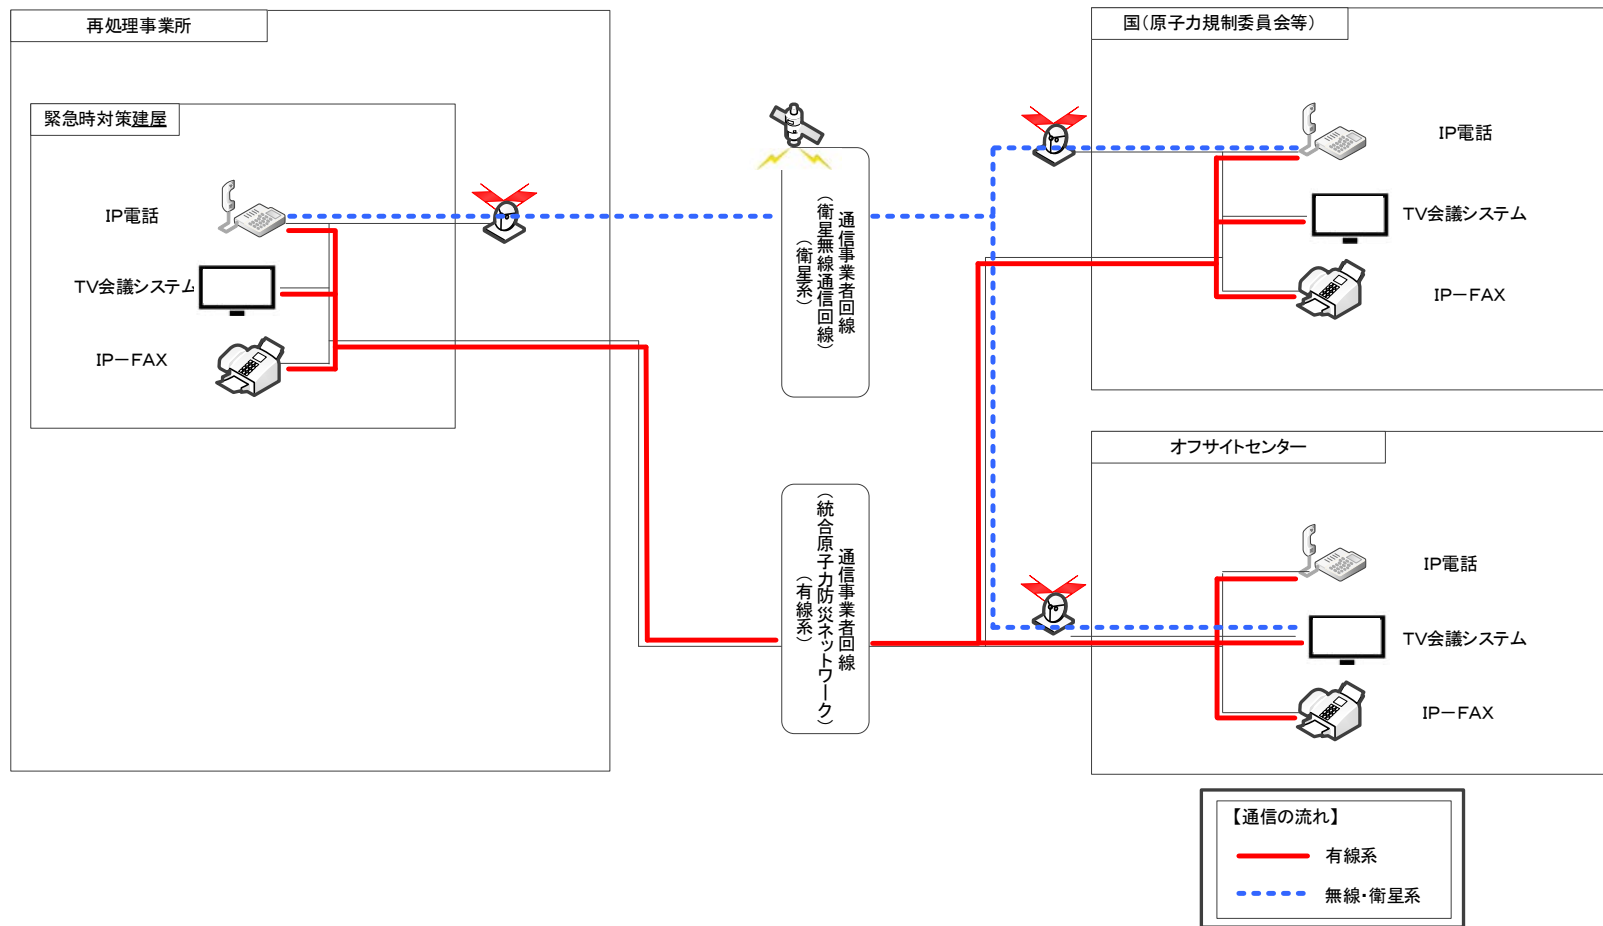 再処理事業所
緊急時対策建屋
IP電話
TV会議システム
IP－FAX
通信事業者回線
（衛星無線通信回線）
（衛星系）
通信事業者回線
（統合原子力防災ネットワーク）
（有線系）
国（原子力規制委員会等）
IP電話
TV会議システム
IP－FAX
オフサイトセンター
IP電話
TV会議システム
IP－FAX
【通信の流れ】
有線系
無線・衛星系